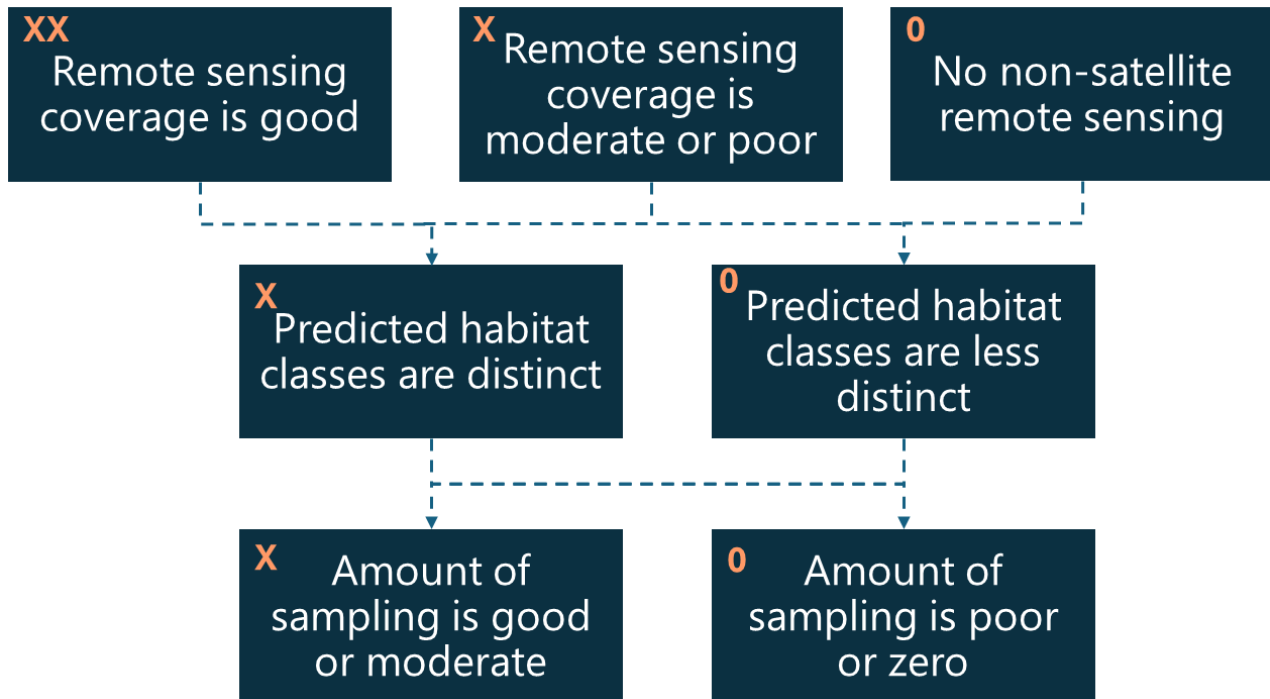 XX
Remote sensing
coverage is good
X
Remote sensing
coverage is
moderate or poor
0
No non-satellite
remote sensing
X
Predicted habitat
classes are distinct
0
Predicted habitat
classes are less
distinct
X
Amount of
sampling is good
or moderate
0
Amount of
sampling is poor
or zero